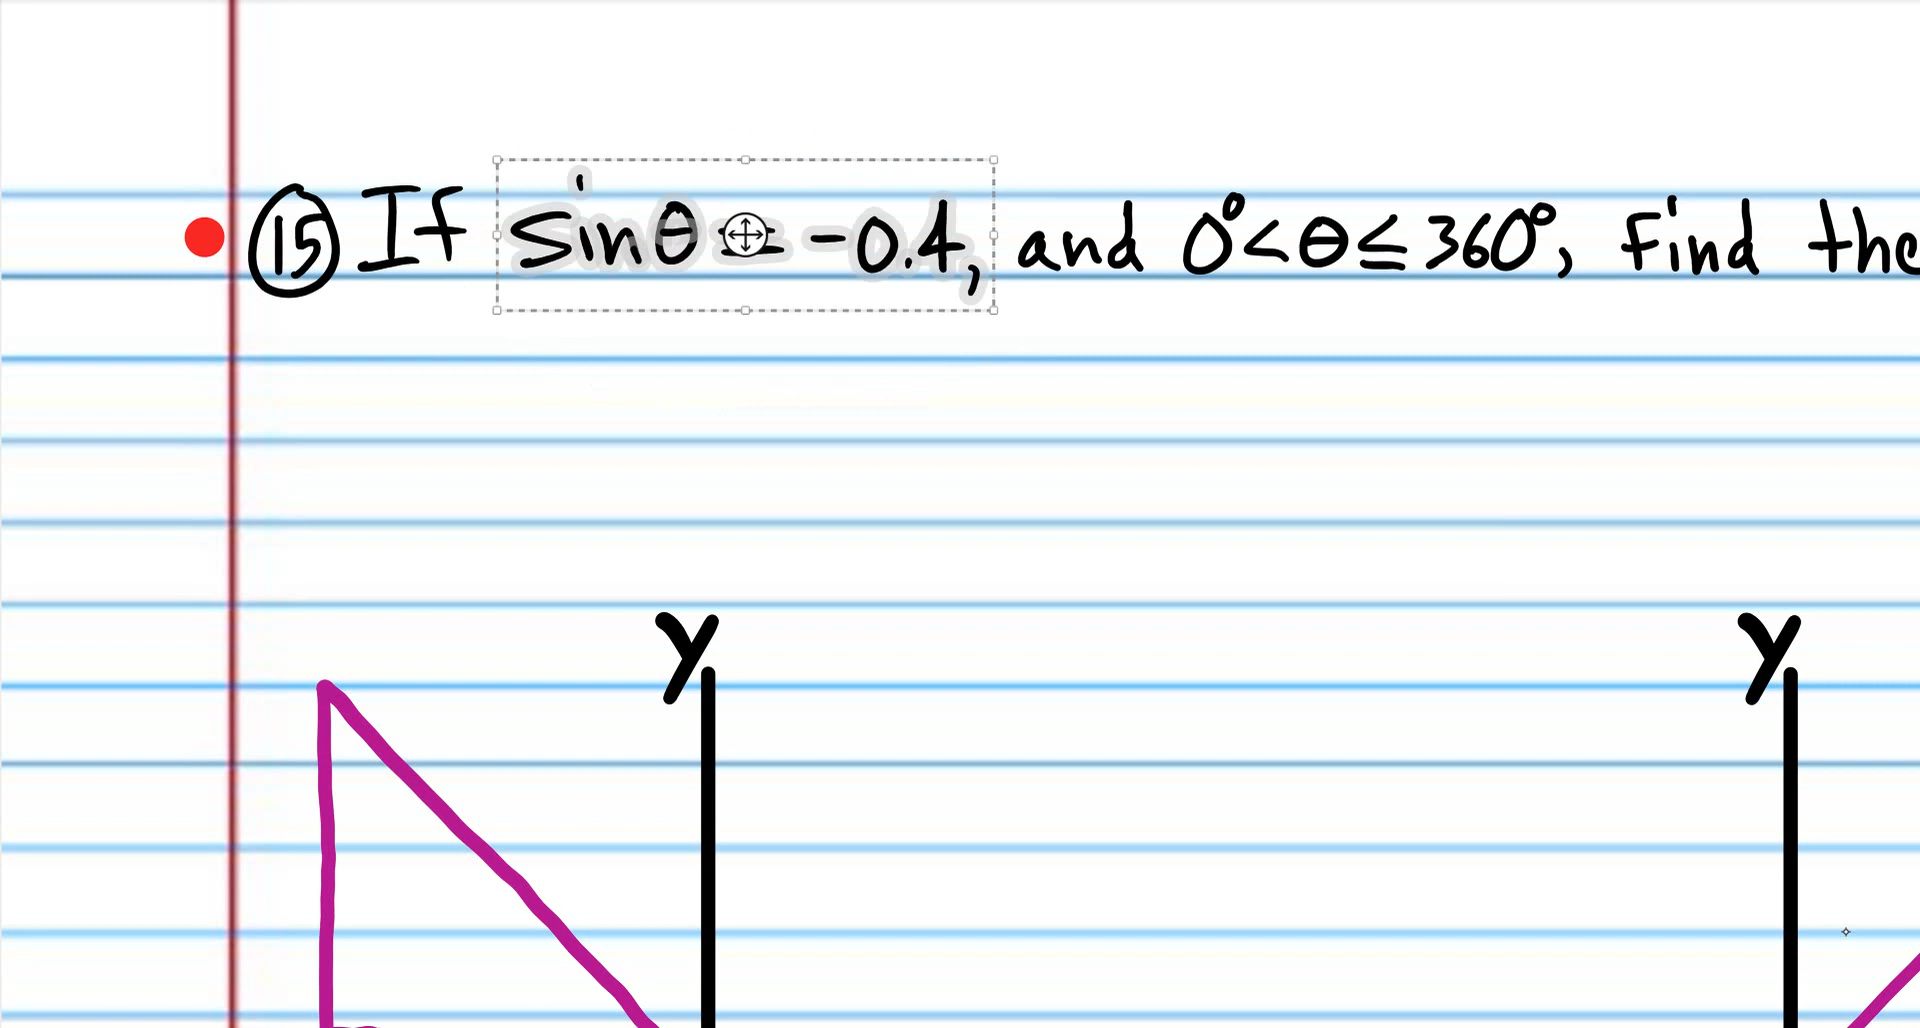 ⑮ If sinθ = -0.4, and 0°<θ≤360°, find the
y y